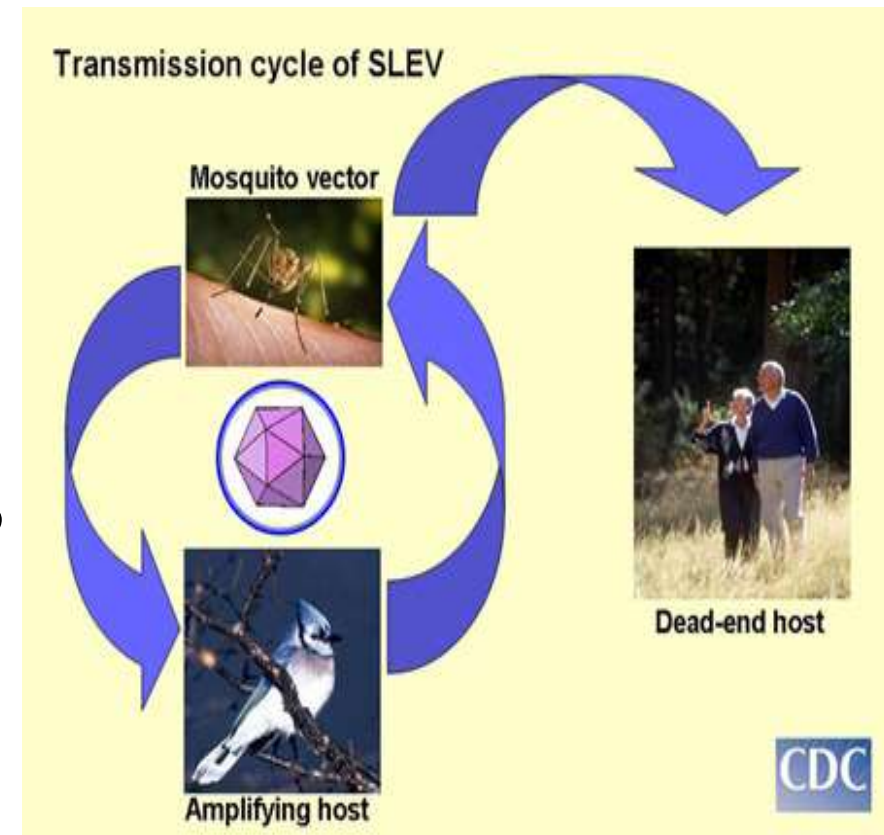 Transmission cycle of SLEV
Mosquito vector
Dead-end host
CDC
Amplifying host